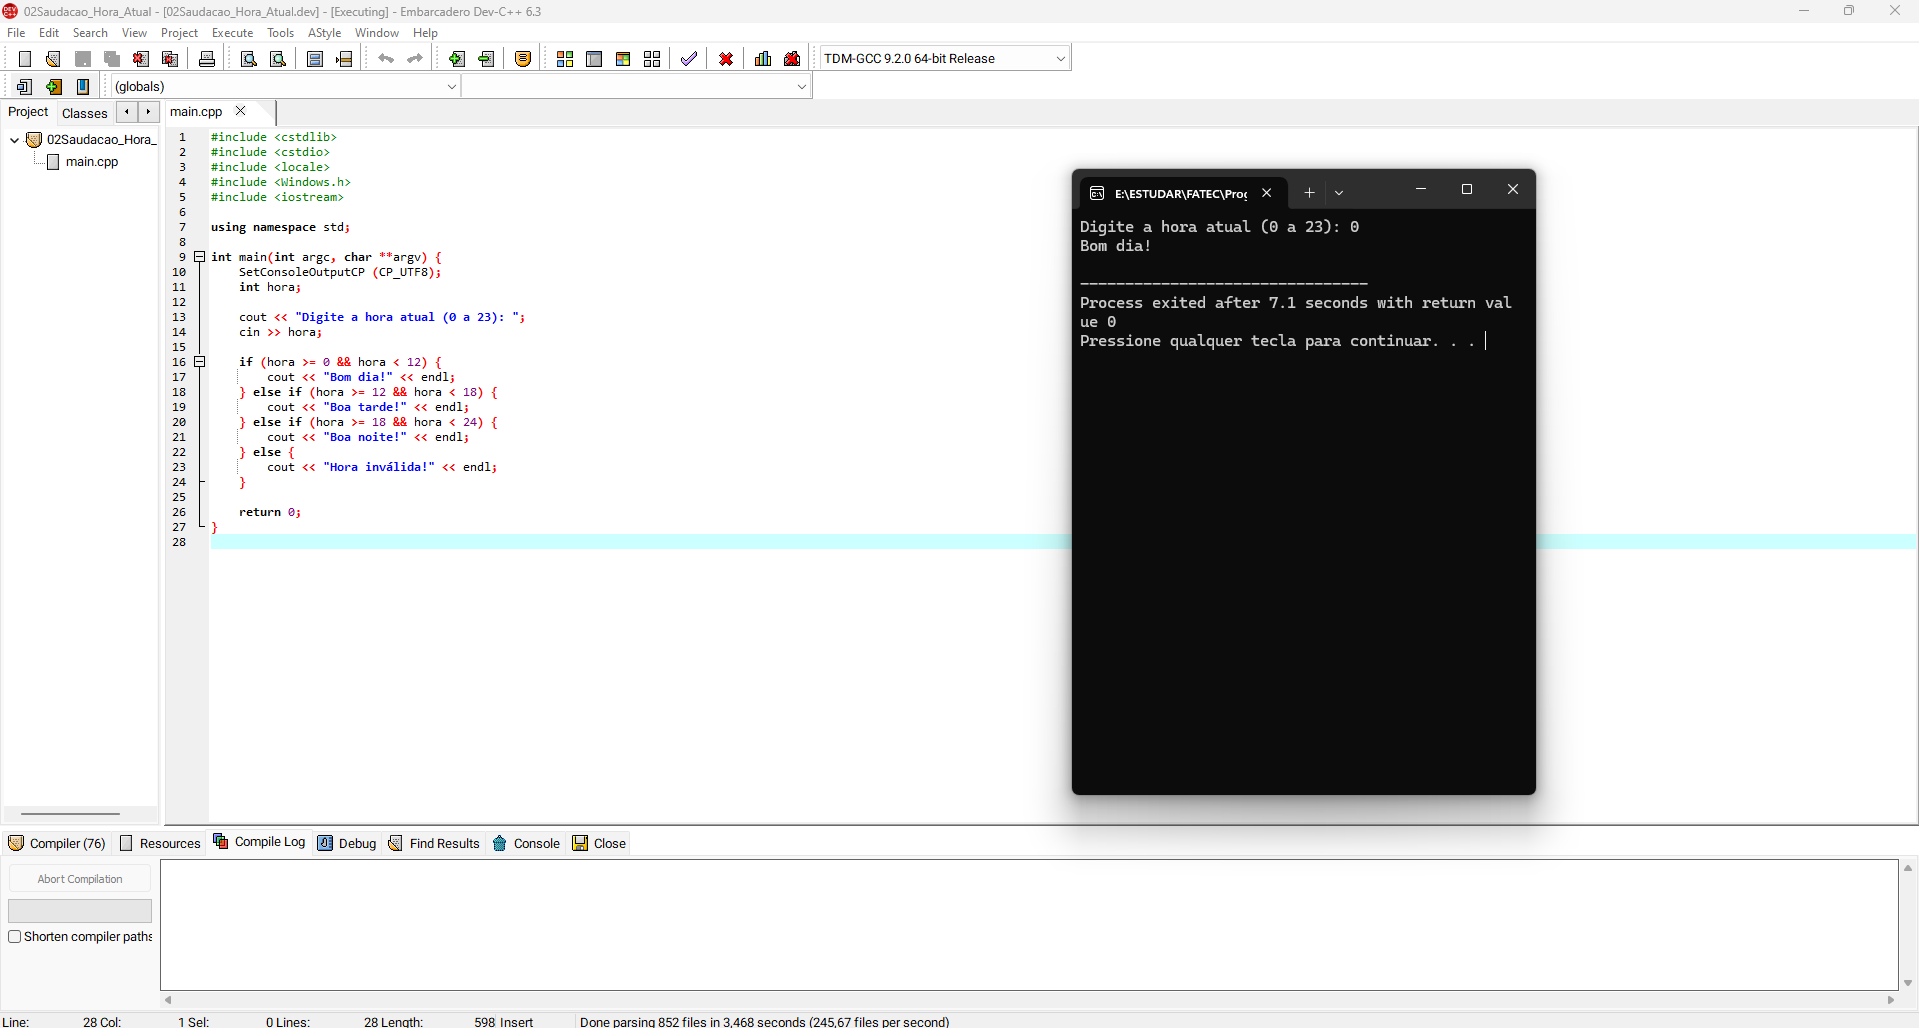 02Saudacao_Hora_Atual - [02Saudacao_Hora_Atual.dev] - [Executing] - Embarcadero Dev-C++ 6.3
File Edit Search View Project Execute Tools AStyle Window Help
TDM-GCC 9.2.0 64-bit Release
(globals)
Project Classes main.cpp
02Saudacao_Hora_
main.cpp
1 #include <cstdlib>
2 #include <cstdio>
3 #include <locale>
4 #include <Windows.h>
5 #include <iostream>
6
7 using namespace std;
8
9 int main(int argc, char **argv) {
10 SetConsoleOutputCP (CP_UTF8);
11 int hora;
12
13 cout << "Digite a hora atual (0 a 23): ";
14 cin >> hora;
15
16 if (hora >= 0 && hora < 12) {
17 cout << "Bom dia!" << endl;
18 } else if (hora >= 12 && hora < 18) {
19 cout << "Boa tarde!" << endl;
20 } else if (hora >= 18 && hora < 24) {
21 cout << "Boa noite!" << endl;
22 } else {
23 cout << "Hora inválida!" << endl;
24 }
25
26 return 0;
27 }
28
E:\ESTUDAR\FATEC\Prog
Digite a hora atual (0 a 23): 0
Bom dia!
--------------------------------
Process exited after 7.1 seconds with return val
ue 0
Pressione qualquer tecla para continuar. . .
Compiler (76) Resources Compile Log Debug Find Results Console Close
Abort Compilation
Shorten compiler paths
Line: 28 Col: 1 Sel: 0 Lines: 28 Length: 598 Insert Done parsing 852 files in 3,468 seconds (245,67 files per second)